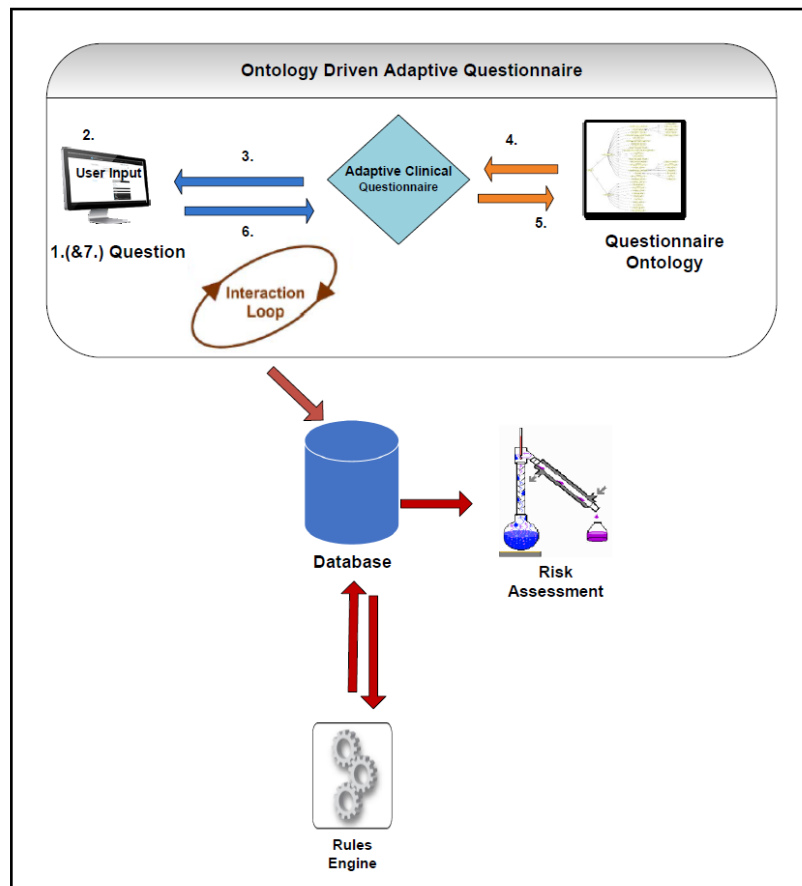 Ontology Driven Adaptive Questionnaire
2.
User Input
3.
6.
1.(&7.) Question
Adaptive Clinical
Questionnaire
4.
5.
Questionnaire
Ontology
Interaction
Loop
Database
Risk
Assessment
Rules
Engine